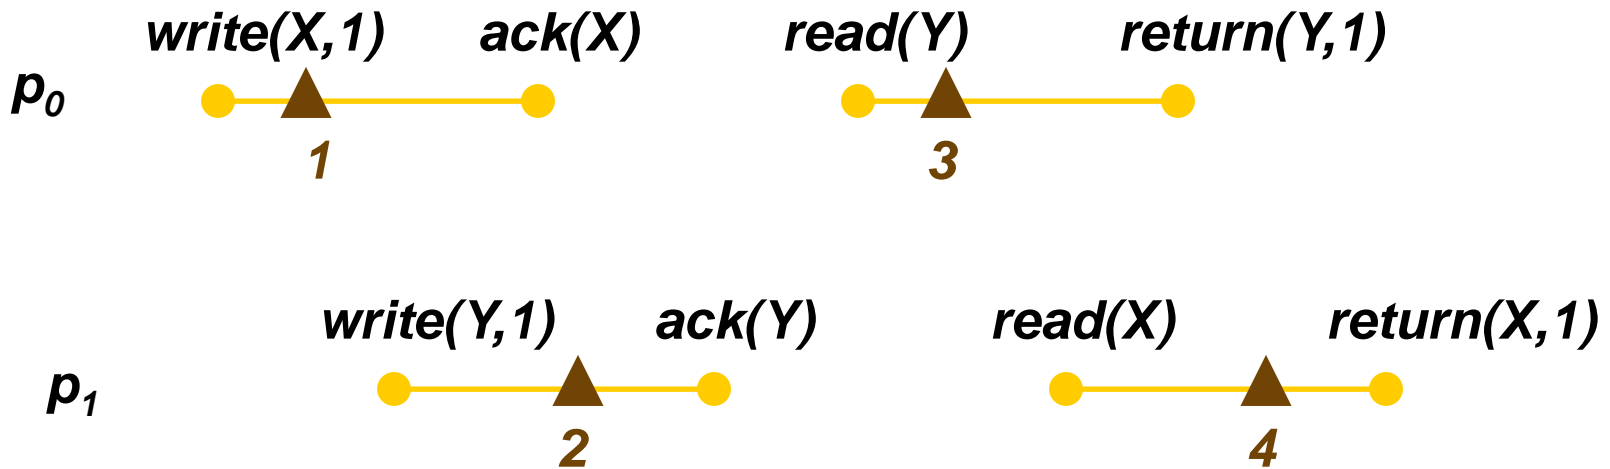 write(X,1) ack(X) read(Y) return(Y,1)
p0
1 3
write(Y,1) ack(Y) read(X) return(X,1)
p1
2 4